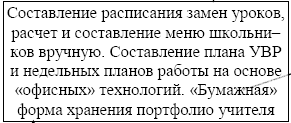 Составление расписания замен уроков,
расчет и составление меню школьни–
ков вручную. Составление плана УВР
и недельных планов работы на основе
«офисных» технологий. «Бумажная»
форма хранения портфолио учителя